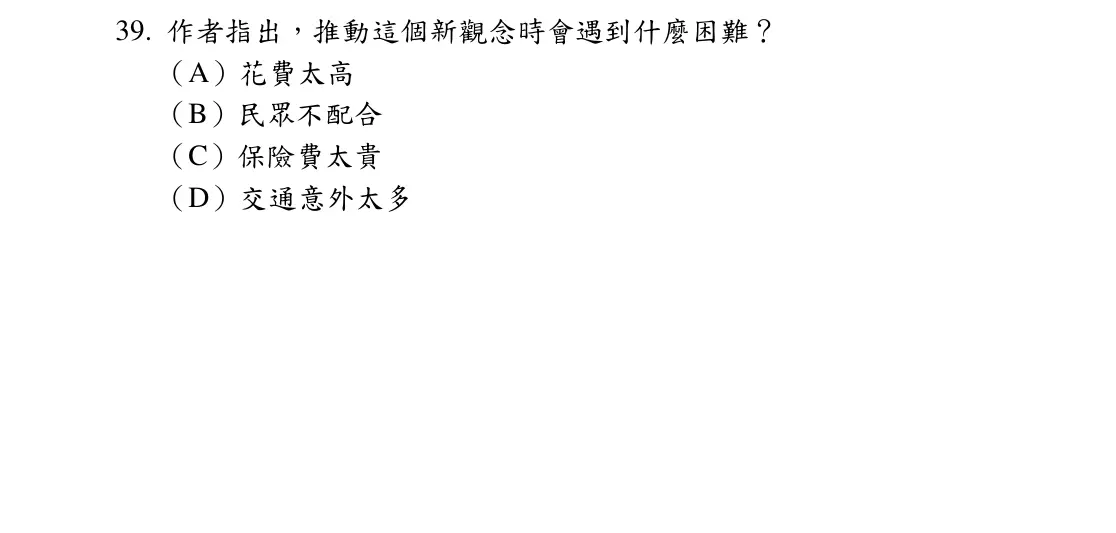 39. 作者指出，推動這個新觀念時會遇到什麼困難？
（A）花費太高
（B）民眾不配合
（C）保險費太貴
（D）交通意外太多